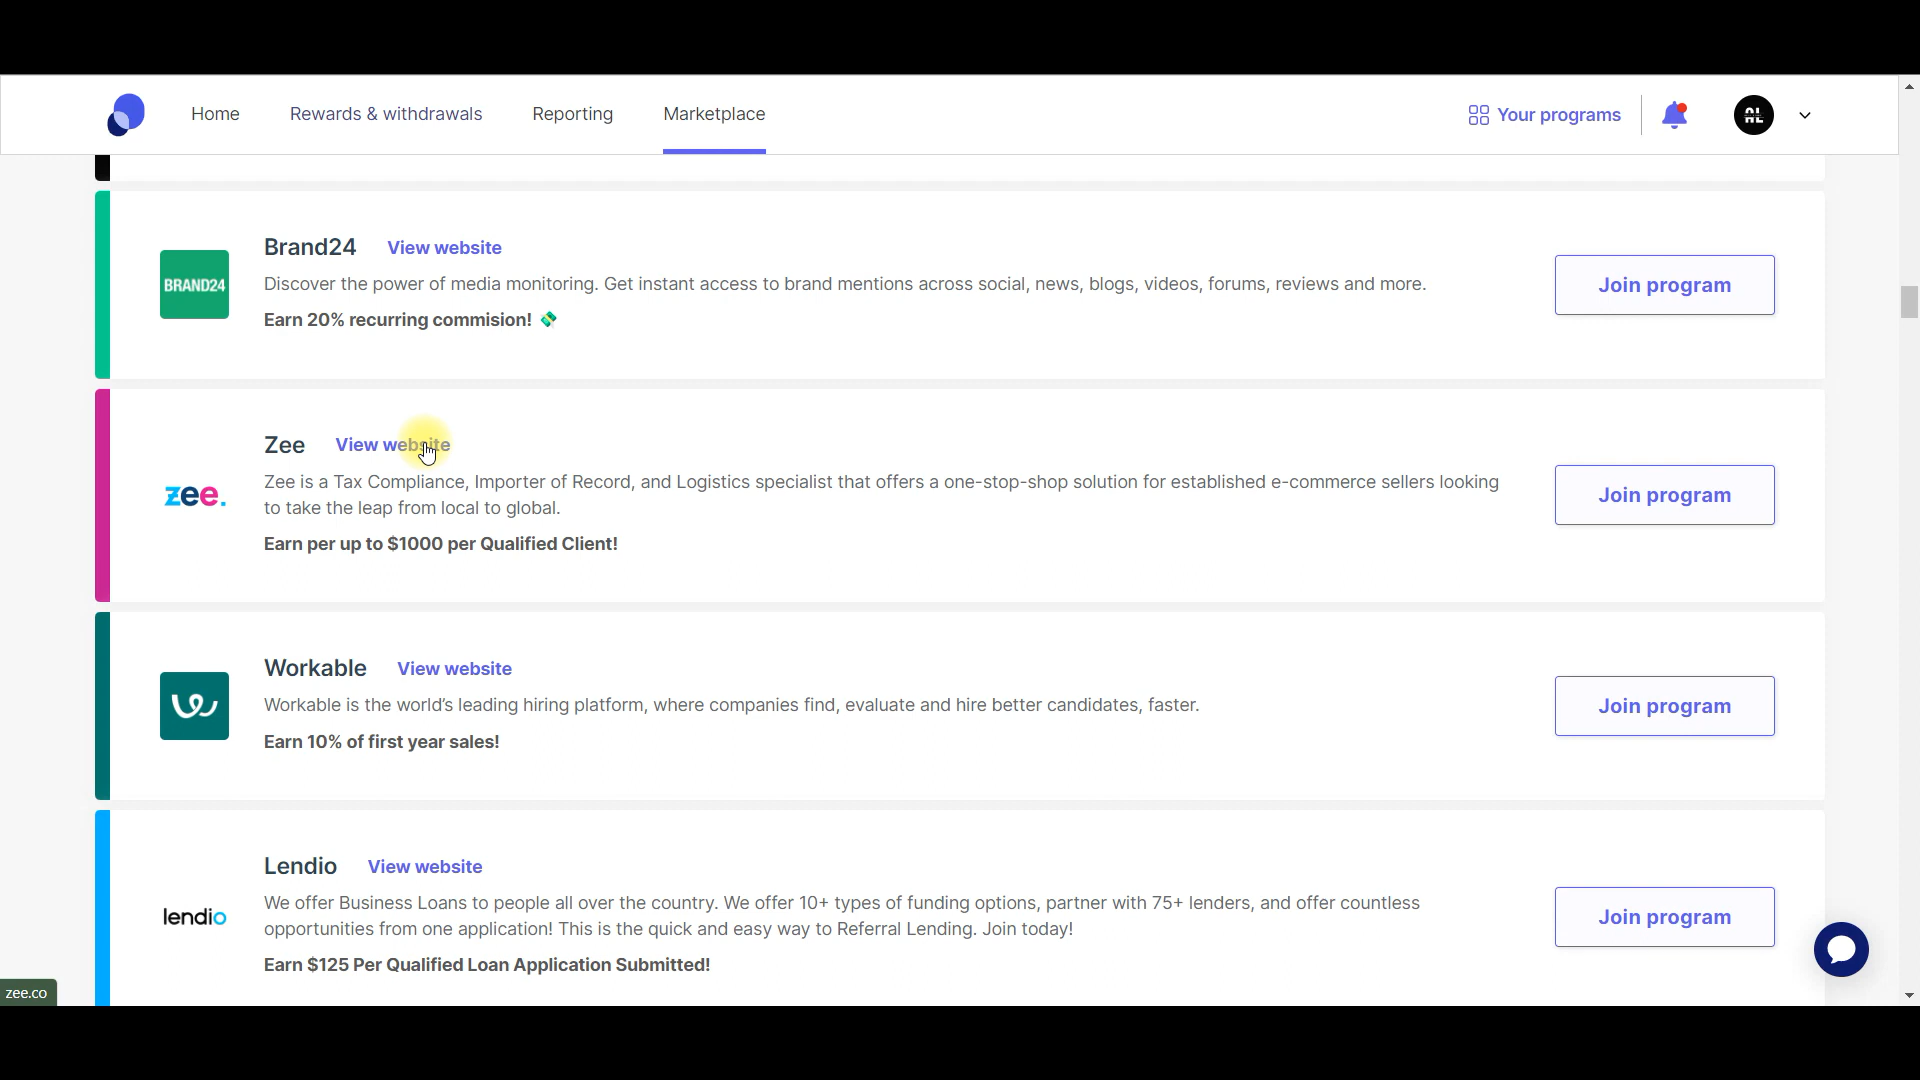 Home Rewards & withdrawals Reporting Marketplace Your programs AL
Brand24 View website
BRAND24
Discover the power of media monitoring. Get instant access to brand mentions across social, news, blogs, videos, forums, reviews and more.
Join program
Earn 20% recurring commision! 💸
Zee View website
zee.
Zee is a Tax Compliance, Importer of Record, and Logistics specialist that offers a one-stop-shop solution for established e-commerce sellers looking
to take the leap from local to global.
Join program
Earn per up to $1000 per Qualified Client!
Workable View website
Workable is the world's leading hiring platform, where companies find, evaluate and hire better candidates, faster.
Join program
Earn 10% of first year sales!
Lendio View website
lendio
We offer Business Loans to people all over the country. We offer 10+ types of funding options, partner with 75+ lenders, and offer countless
opportunities from one application! This is the quick and easy way to Referral Lending. Join today!
Join program
Earn $125 Per Qualified Loan Application Submitted!
zee.co